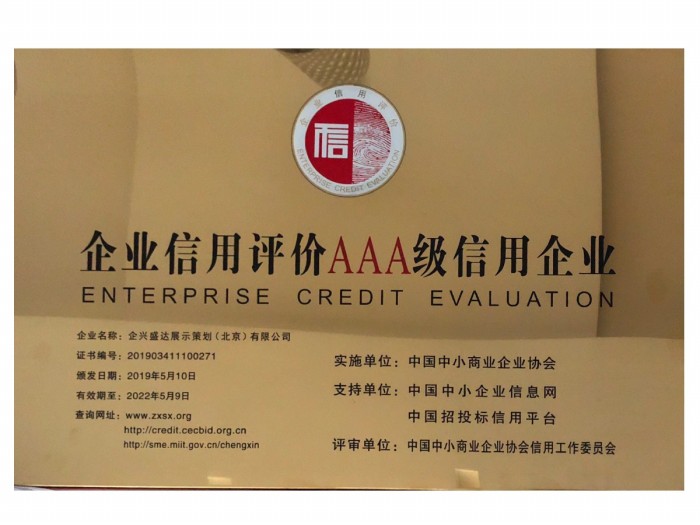 企业信用评价
信
ENTERPRISE CREDIT EVALUATION
企业信用评价AAA级信用企业
ENTERPRISE CREDIT EVALUATION
企业名称：企兴盛达展示策划（北京）有限公司
证书编号：201903411100271
颁发日期：2019年5月10日
有效期至：2022年5月9日
查询网址：www.zxsx.org
http://credit.cecbid.org.cn
http://sme.miit.gov.cn/chengxin
实施单位：中国中小商业企业协会
支持单位：中国中小企业信息网
中国招投标信用平台
评审单位：中国中小商业企业协会信用工作委员会